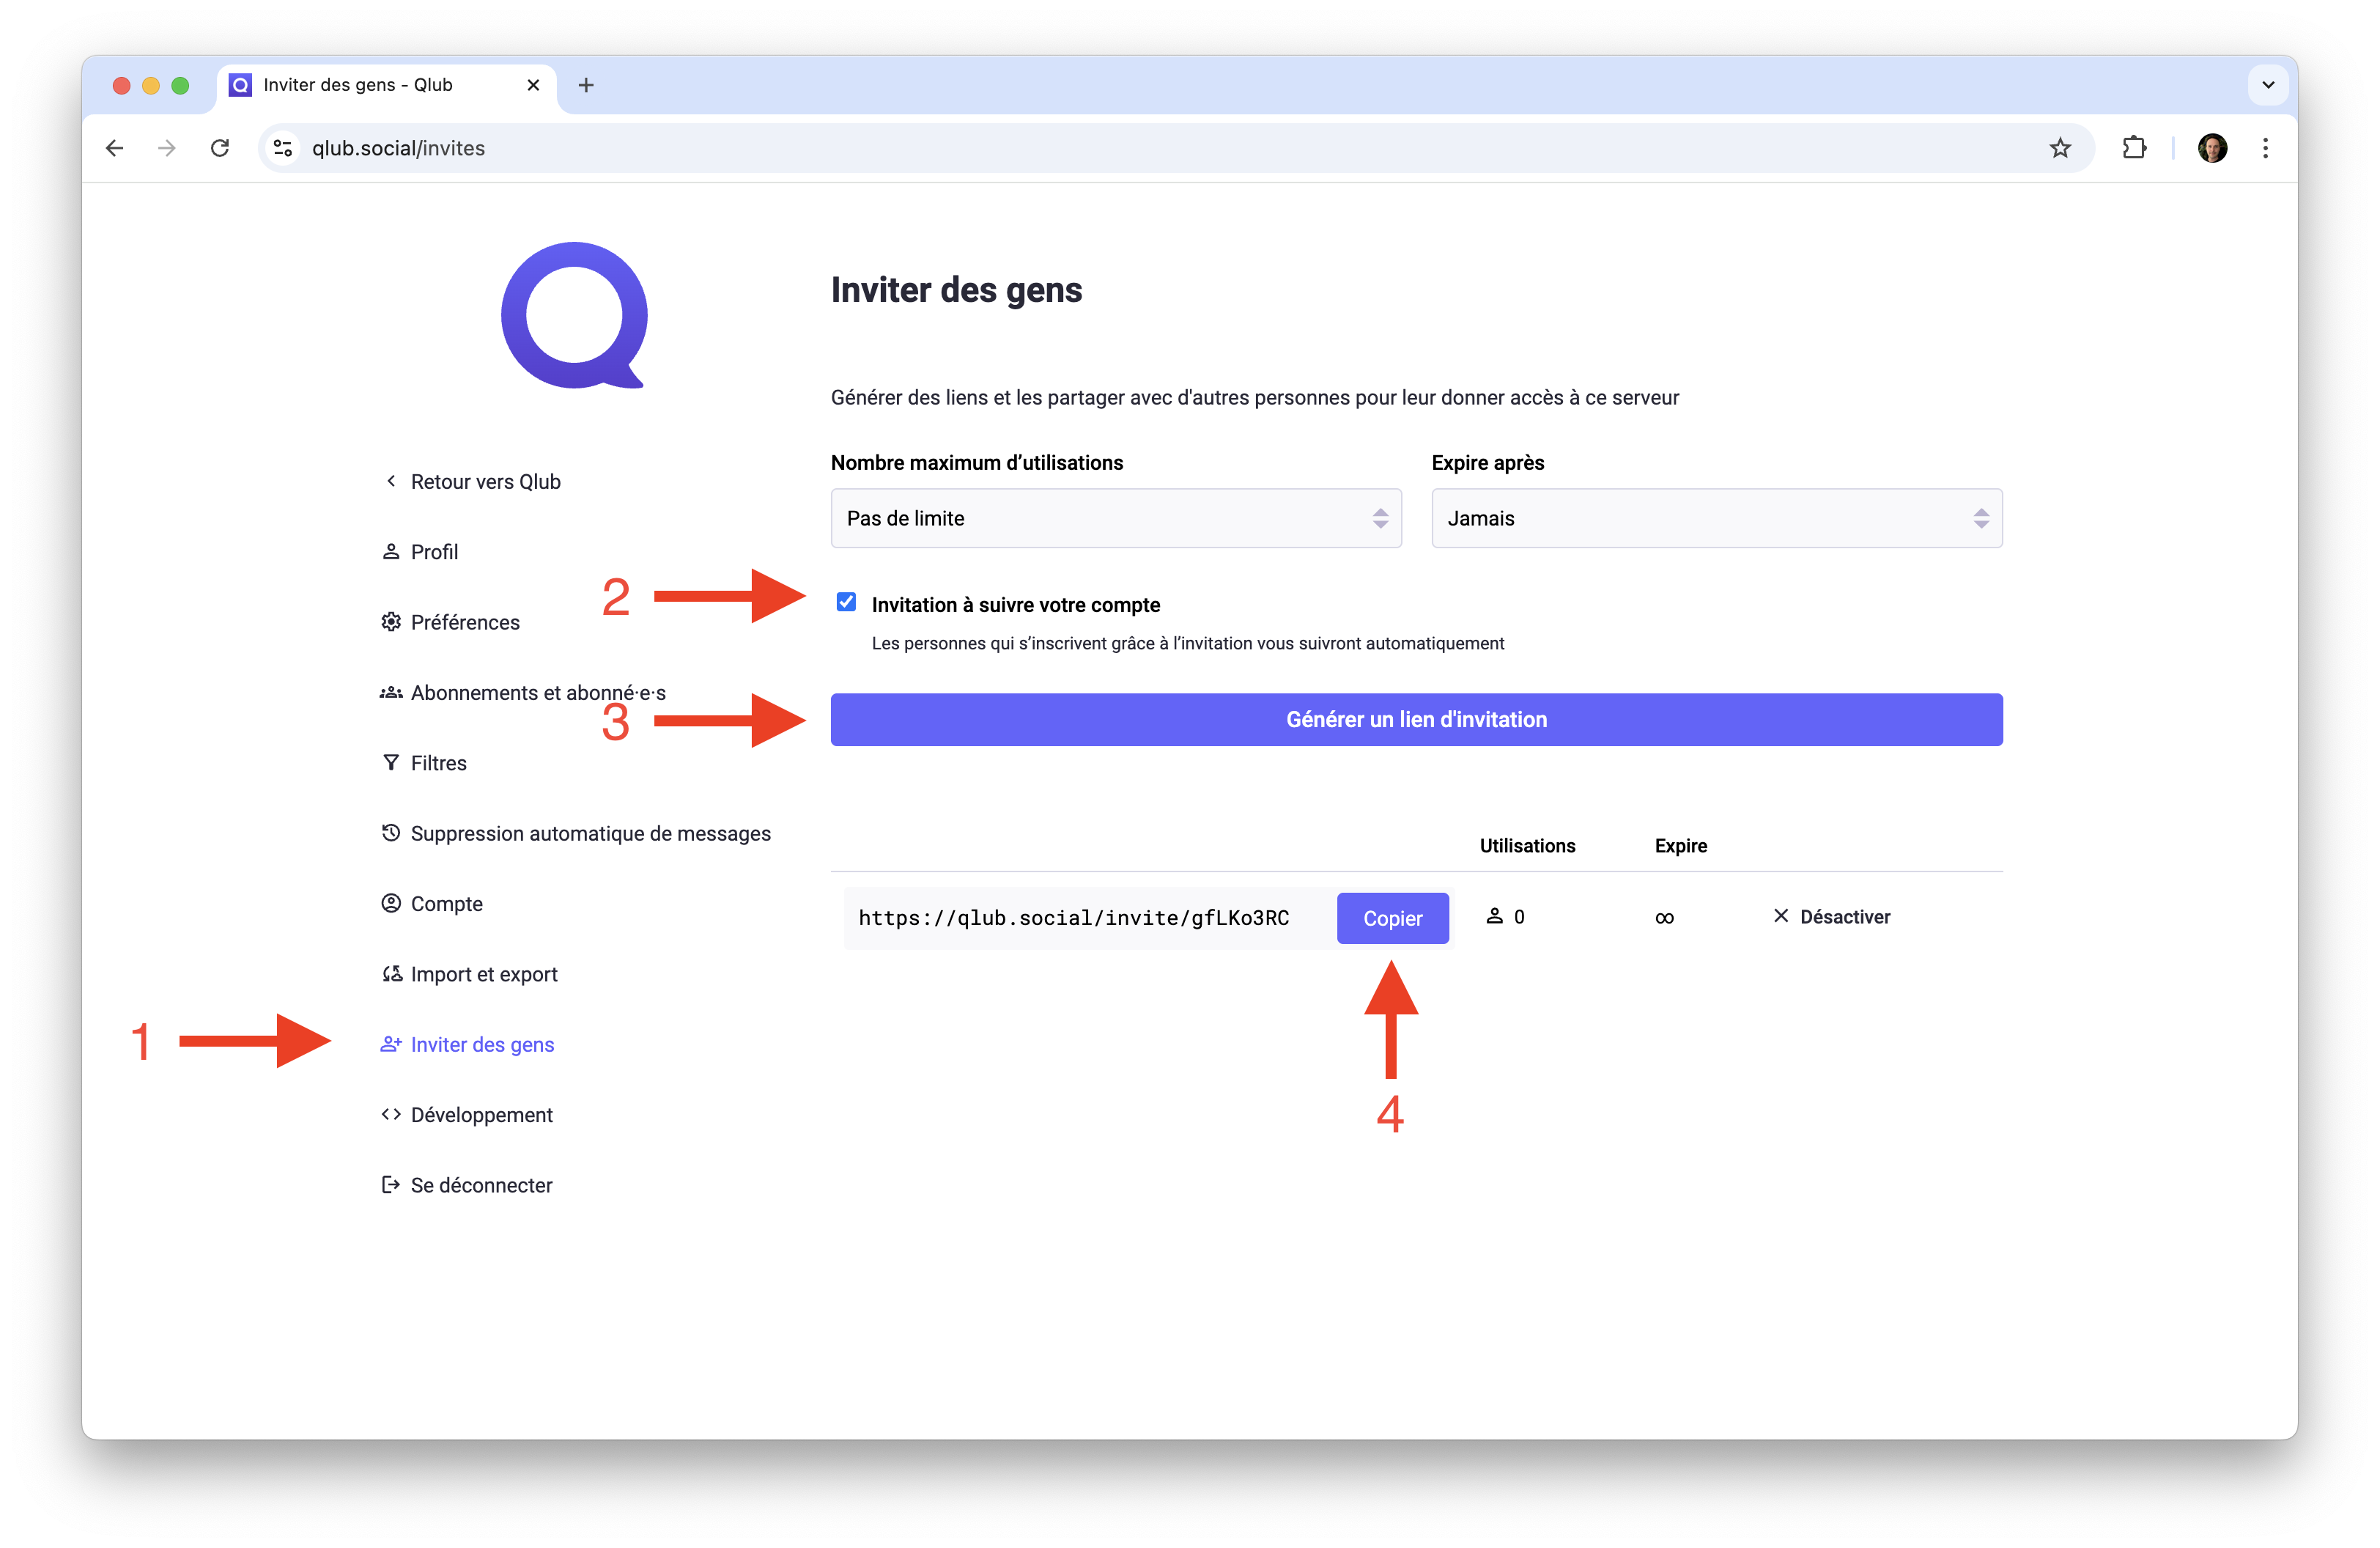 Inviter des gens - Qlub
qlub.social/invites
Inviter des gens
Générer des liens et les partager avec d'autres personnes pour leur donner accès à ce serveur
Nombre maximum d’utilisations
Expire après
Pas de limite
Jamais
2
Invitation à suivre votre compte
Les personnes qui s’inscrivent grâce à l’invitation vous suivront automatiquement
3
Générer un lien d'invitation
Utilisations
Expire
https://qlub.social/invite/gfLKo3RC
Copier
0
∞
Désactiver
4
Retour vers Qlub
Profil
Préférences
Abonnements et abonné·e·s
Filtres
Suppression automatique de messages
Compte
Import et export
1
Inviter des gens
Développement
Se déconnecter